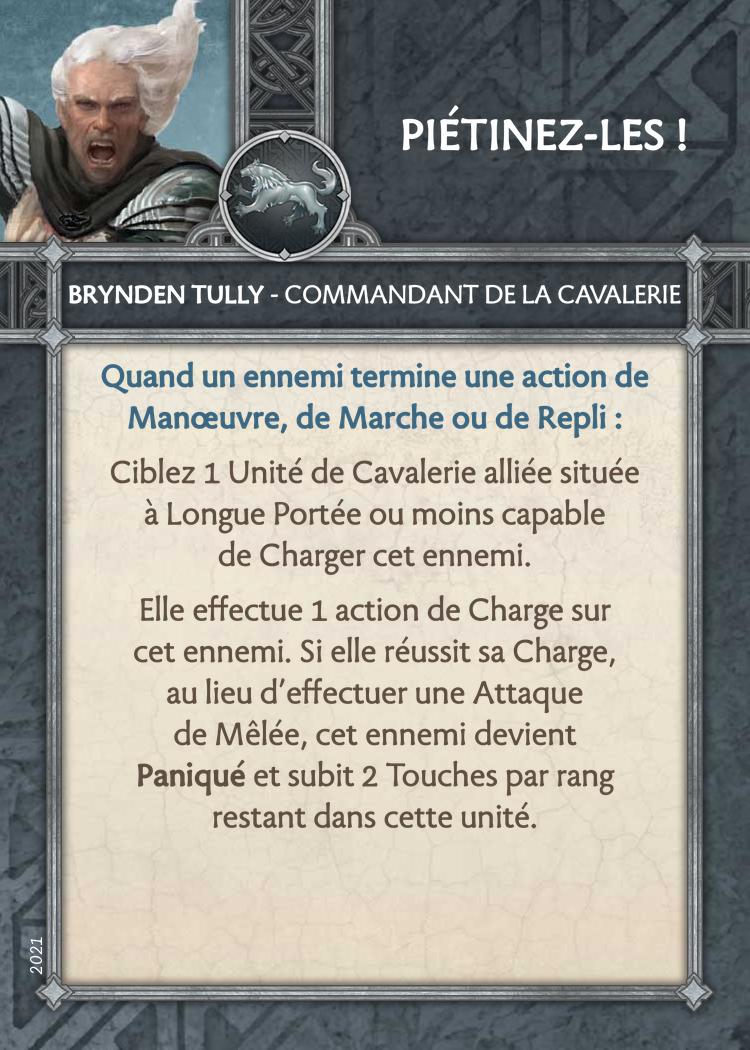 PIÉTINEZ-LES !
BRYNDEN TULLY - COMMANDANT DE LA CAVALERIE
Quand un ennemi termine une action de
Manœuvre, de Marche ou de Repli :
Ciblez 1 Unité de Cavalerie alliée située
à Longue Portée ou moins capable
de Charger cet ennemi.
Elle effectue 1 action de Charge sur
cet ennemi. Si elle réussit sa Charge,
au lieu d'effectuer une Attaque
de Mêlée, cet ennemi devient
Paniqué et subit 2 Touches par rang
restant dans cette unité.
2021